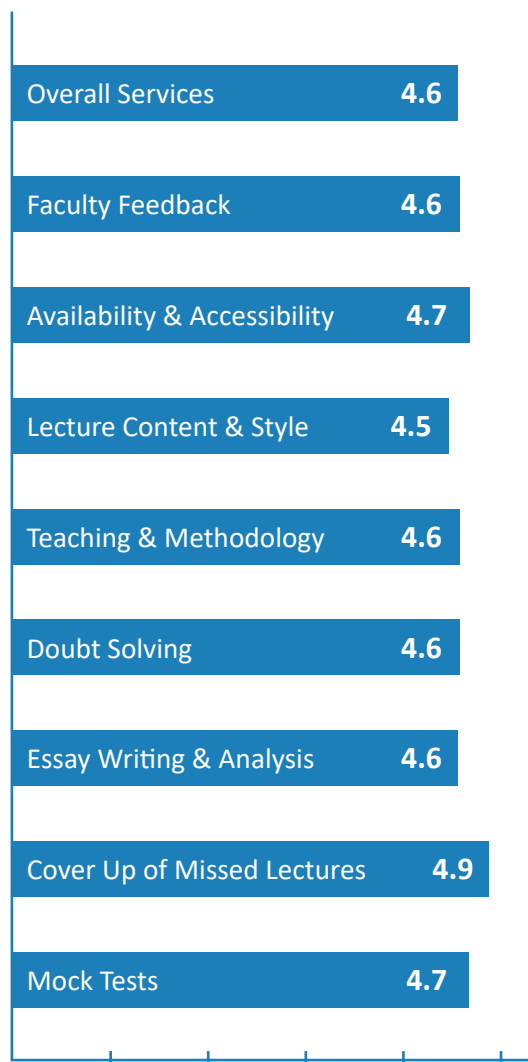 Overall Services 4.6
Faculty Feedback 4.6
Availability & Accessibility 4.7
Lecture Content & Style 4.5
Teaching & Methodology 4.6
Doubt Solving 4.6
Essay Writing & Analysis 4.6
Cover Up of Missed Lectures 4.9
Mock Tests 4.7